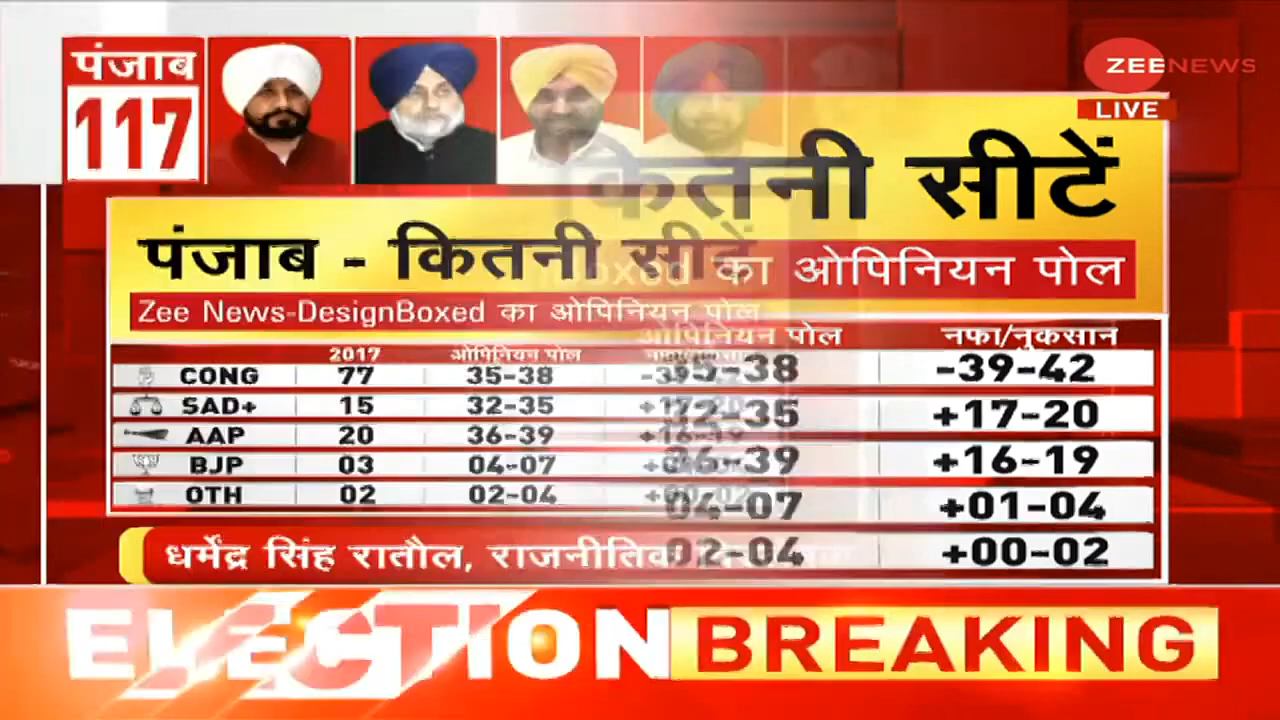 पंजाब
117
ZEENEWS
LIVE
कितनी सीटें
का ओपिनियन पोल
पंजाब - कितनी सीटें
Zee News-DesignBoxed का ओपिनियन पोल
2017 ओपिनियन पोल
CONG 77 35-38
SAD+ 15 32-35
AAP 20 36-39
BJP 03 04-07
OTH 02 02-04
ओपिनियन पोल नफा/नुकसान
35-38 -39-42
32-35 +17-20
36-39 +16-19
04-07 +01-04
02-04 +00-02
धर्मेंद्र सिंह रातौल, राजनीतिक
ELECTION BREAKING